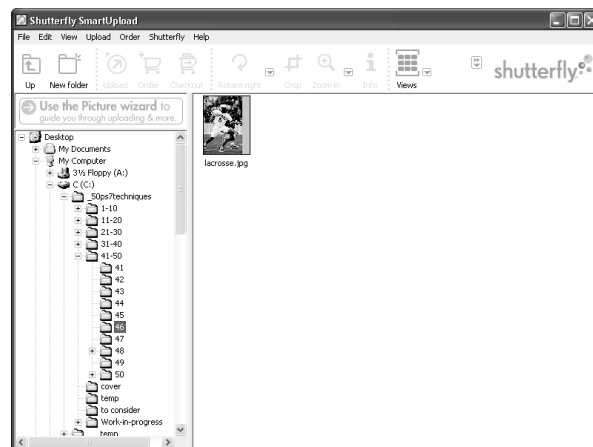 Shutterfly SmartUpload
File Edit View Upload Order Shutterfly Help
Up New folder Upload Order Checkout Rotate right Crop Zoom in Info Views
shutterfly
Use the Picture wizard to
guide you through uploading & more.
Desktop
My Documents
My Computer
3½ Floppy (A:)
C (C:)
_50ps7techniques
1-10
11-20
21-30
31-40
41-50
41
42
43
44
45
46
47
48
49
50
cover
temp
to consider
Work-in-progress
temp
lacrosse.jpg